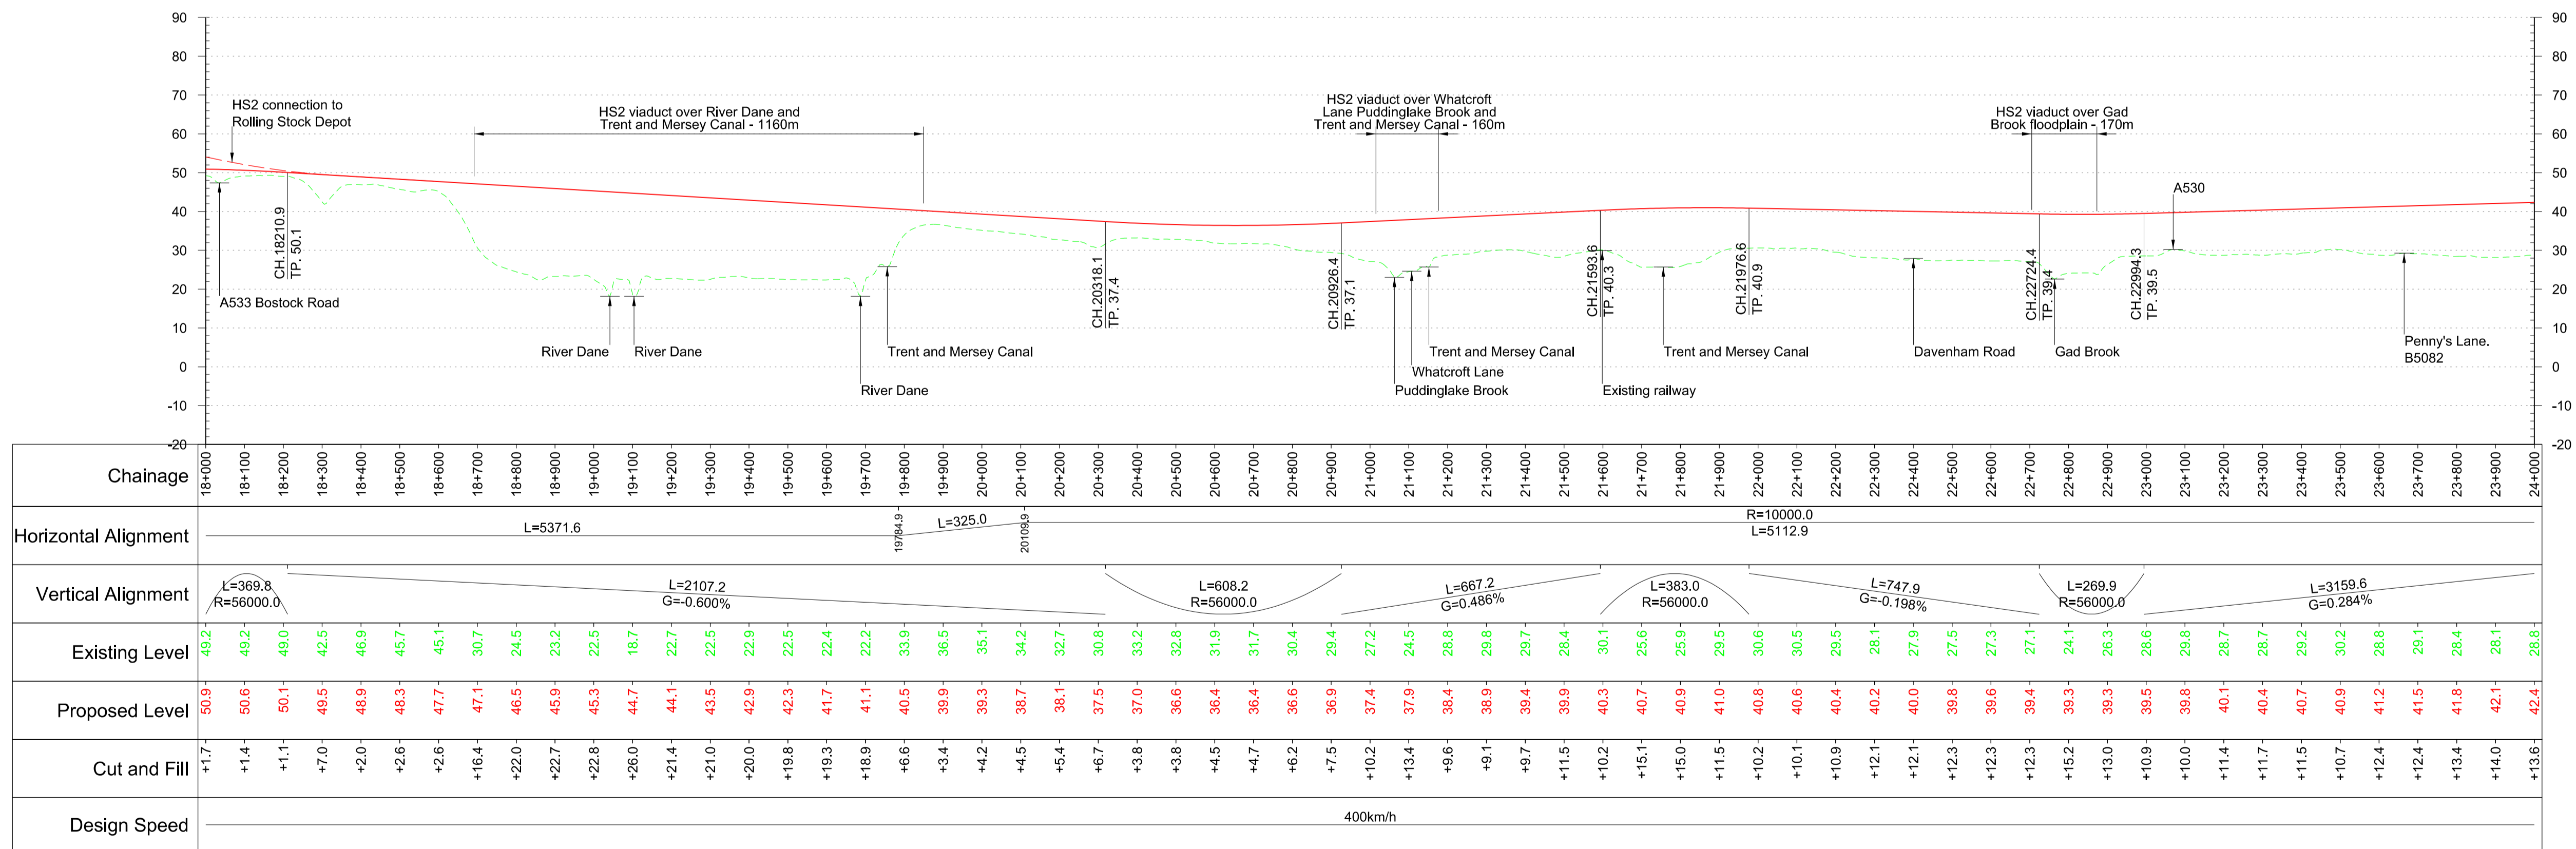 90
80
70
60
50
40
30
20
10
0
-10
-20
90
80
70
60
50
40
30
20
10
0
-10
-20
HS2 connection to
Rolling Stock Depot
HS2 viaduct over River Dane and
Trent and Mersey Canal - 1160m
HS2 viaduct over Whatcroft
Lane Puddinglake Brook and
Trent and Mersey Canal - 160m
HS2 viaduct over Gad
Brook floodplain - 170m
A530
A533 Bostock Road
CH.18210.9
TP. 50.1
River Dane
River Dane
River Dane
Trent and Mersey Canal
CH.20318.1
TP. 37.4
CH.20926.4
TP. 37.1
Puddinglake Brook
Whatcroft Lane
Trent and Mersey Canal
CH.21593.6
TP. 40.3
Existing railway
Trent and Mersey Canal
CH.21976.6
TP. 40.9
Davenham Road
CH.22724.4
TP. 39.4
Gad Brook
CH.22994.3
TP. 39.5
Penny's Lane.
B5082
Chainage 18+000 18+100 18+200 18+300 18+400 18+500 18+600 18+700 18+800 18+900 19+000 19+100 19+200 19+300 19+400 19+500 19+600 19+700 19+800 19+900 20+000 20+100 20+200 20+300 20+400 20+500 20+600 20+700 20+800 20+900 21+000 21+100 21+200 21+300 21+400 21+500 21+600 21+700 21+800 21+900 22+000 22+100 22+200 22+300 22+400 22+500 22+600 22+700 22+800 22+900 23+000 23+100 23+200 23+300 23+400 23+500 23+600 23+700 23+800 23+900 24+000
Horizontal Alignment L=5371.6 19784.9 L=325.0 20109.9 R=10000.0
L=5112.9
Vertical Alignment
L=369.8
R=56000.0
L=2107.2
G=-0.600%
L=608.2
R=56000.0
L=667.2
G=0.486%
L=383.0
R=56000.0
L=747.9
G=-0.198%
L=269.9
R=56000.0
L=3159.6
G=0.284%
Existing Level 49.2 49.2 49.0 42.5 46.9 45.7 45.1 30.7 24.5 23.2 22.5 18.7 22.7 22.5 22.9 22.5 22.4 22.2 33.9 36.5 35.1 34.2 32.7 30.8 33.2 32.8 31.9 31.7 30.4 29.4 27.2 24.5 28.8 29.8 29.7 28.4 30.1 25.6 25.9 29.5 30.6 30.5 29.5 28.1 27.9 27.5 27.3 27.1 24.1 26.3 28.6 29.8 28.7 28.7 29.2 30.2 28.8 29.1 28.4 28.1 28.8
Proposed Level 50.9 50.6 50.1 49.5 48.9 48.3 47.7 47.1 46.5 45.9 45.3 44.7 44.1 43.5 42.9 42.3 41.7 41.1 40.5 39.9 39.3 38.7 38.1 37.5 37.0 36.6 36.4 36.4 36.6 36.9 37.4 37.9 38.4 38.9 39.4 39.9 40.3 40.7 40.9 41.0 40.8 40.6 40.4 40.2 40.0 39.8 39.6 39.4 39.3 39.3 39.5 39.8 40.1 40.4 40.7 40.9 41.2 41.5 41.8 42.1 42.4
Cut and Fill +1.7 +1.4 +1.1 +7.0 +2.0 +2.6 +2.6 +16.4 +22.0 +22.7 +22.8 +26.0 +21.4 +21.0 +20.0 +19.8 +19.3 +18.9 +6.6 +3.4 +4.2 +4.5 +5.4 +6.7 +3.8 +3.8 +4.5 +4.7 +6.2 +7.5 +10.2 +13.4 +9.6 +9.1 +9.7 +11.5 +10.2 +15.1 +15.0 +11.5 +10.2 +10.1 +10.9 +12.1 +12.1 +12.3 +12.3 +12.3 +15.2 +13.0 +10.9 +10.0 +11.4 +11.7 +11.5 +10.7 +12.4 +12.4 +13.4 +14.0 +13.6
Design Speed 400km/h